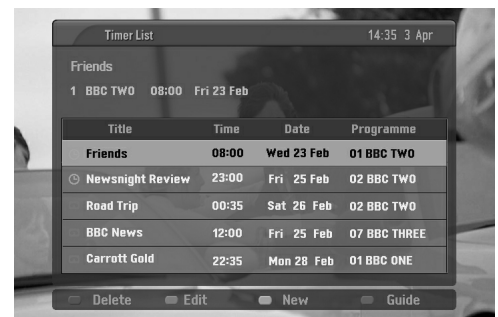 Timer List 14:35 3 Apr
Friends
1 BBC TWO 08:00 Fri 23 Feb
Title Time Date Programme
Friends 08:00 Wed 23 Feb 01 BBC TWO
Newsnight Review 23:00 Fri 25 Feb 02 BBC TWO
Road Trip 00:35 Sat 26 Feb 02 BBC TWO
BBC News 12:00 Fri 25 Feb 07 BBC THREE
Carrott Gold 22:35 Mon 28 Feb 01 BBC ONE
Delete Edit New Guide